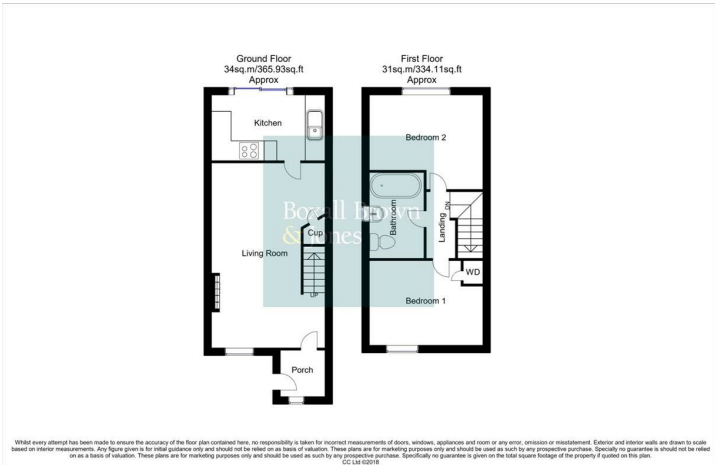 Ground Floor
34sq.m/365.93sq.ft
Approx
First Floor
31sq.m/334.11sq.ft
Approx
Kitchen
Bedroom 2
Boxall Brown
& Jones
Bathroom
Landing
DN
Cup
Living Room
UP
WD
Bedroom 1
Porch
Whilst every attempt has been made to ensure the accuracy of the floor plan contained here, no responsibility is taken for incorrect measurements of doors, windows, appliances and room or any error, omission or misstatement. Exterior and interior walls are drawn to scale
based on interior measurements. Any figure given is for initial guidance only and should not be relied on as basis of valuation. These plans are for marketing purposes only and should be used as such by any prospective purchase. Specialy no guarantee is should not be relied
on as a basis of valuation. These plans are for marketing purposes only and should be used as such by any prospective purchase. Specifically no guarantee is given on the total square footage of the property if quoted on this plan.
CC Ltd ©2018